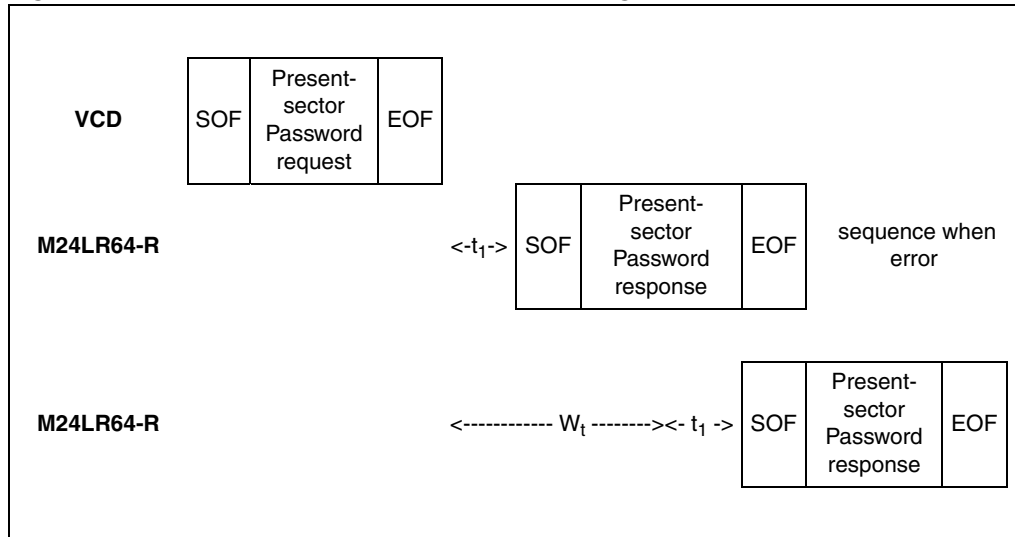 VCD
SOF
Present-
sector
Password
request
EOF
M24LR64-R
<-t1->
SOF
Present-
sector
Password
response
EOF
sequence when
error
M24LR64-R
<------------ Wt --------><- t1 ->
SOF
Present-
sector
Password
response
EOF